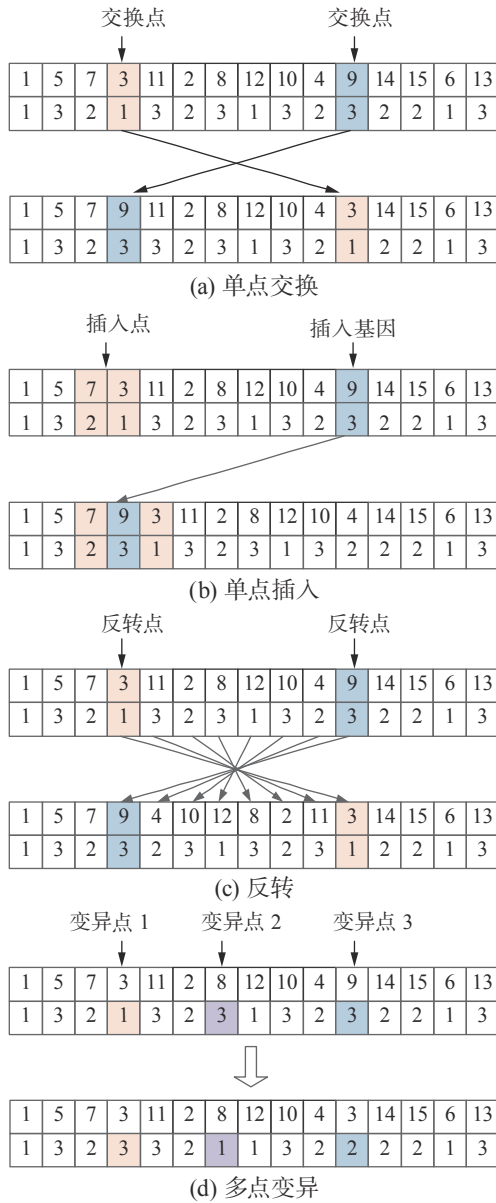 交换点 交换点
1 5 7 3 11 2 8 12 10 4 9 14 15 6 13
1 3 2 1 3 2 3 1 3 2 3 2 2 1 3
1 5 7 9 11 2 8 12 10 4 3 14 15 6 13
1 3 2 3 3 2 3 1 3 2 1 2 2 1 3
(a) 单点交换
插入点 插入基因
1 5 7 3 11 2 8 12 10 4 9 14 15 6 13
1 3 2 1 3 2 3 1 3 2 3 2 2 1 3
1 5 7 9 3 11 2 8 12 10 4 14 15 6 13
1 3 2 3 1 3 2 3 1 3 2 2 2 1 3
(b) 单点插入
反转点 反转点
1 5 7 3 11 2 8 12 10 4 9 14 15 6 13
1 3 2 1 3 2 3 1 3 2 3 2 2 1 3
1 5 7 9 4 10 12 8 2 11 3 14 15 6 13
1 3 2 3 2 3 1 3 2 3 1 2 2 1 3
(c) 反转
变异点 1 变异点 2 变异点 3
1 5 7 3 11 2 8 12 10 4 9 14 15 6 13
1 3 2 1 3 2 3 1 3 2 3 2 2 1 3
1 5 7 3 11 2 8 12 10 4 3 14 15 6 13
1 3 2 3 3 2 1 1 3 2 2 2 2 1 3
(d) 多点变异